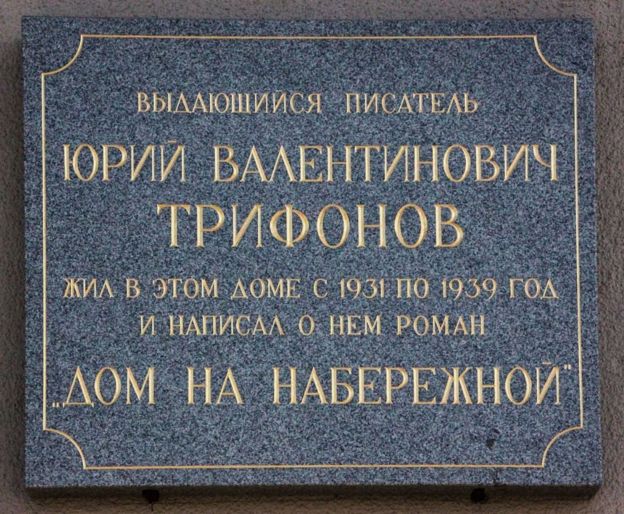 ВЫДАЮЩИЙСЯ ПИСАТЕЛЬ
ЮРИЙ ВАЛЕНТИНОВИЧ
ТРИФОНОВ
ЖИЛ В ЭТОМ ДОМЕ С 1931 ПО 1939 ГОД
И НАПИСАЛ О НЕМ РОМАН
„ДОМ НА НАБЕРЕЖНОЙ"